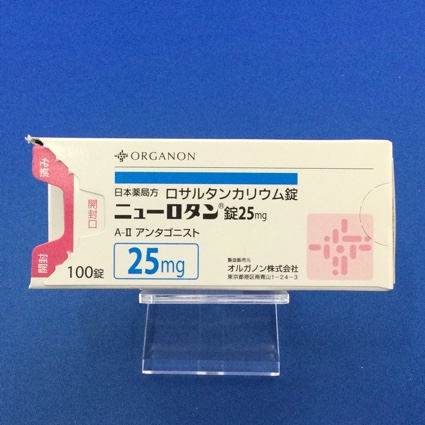 ORGANON
日本薬局方 ロサルタンカリウム錠
ニューロタン®錠25mg
A-II アンタゴニスト
100錠
25mg
製造販売元
オルガノン株式会社
東京都港区南青山1-24-3
開封口
開封
済み